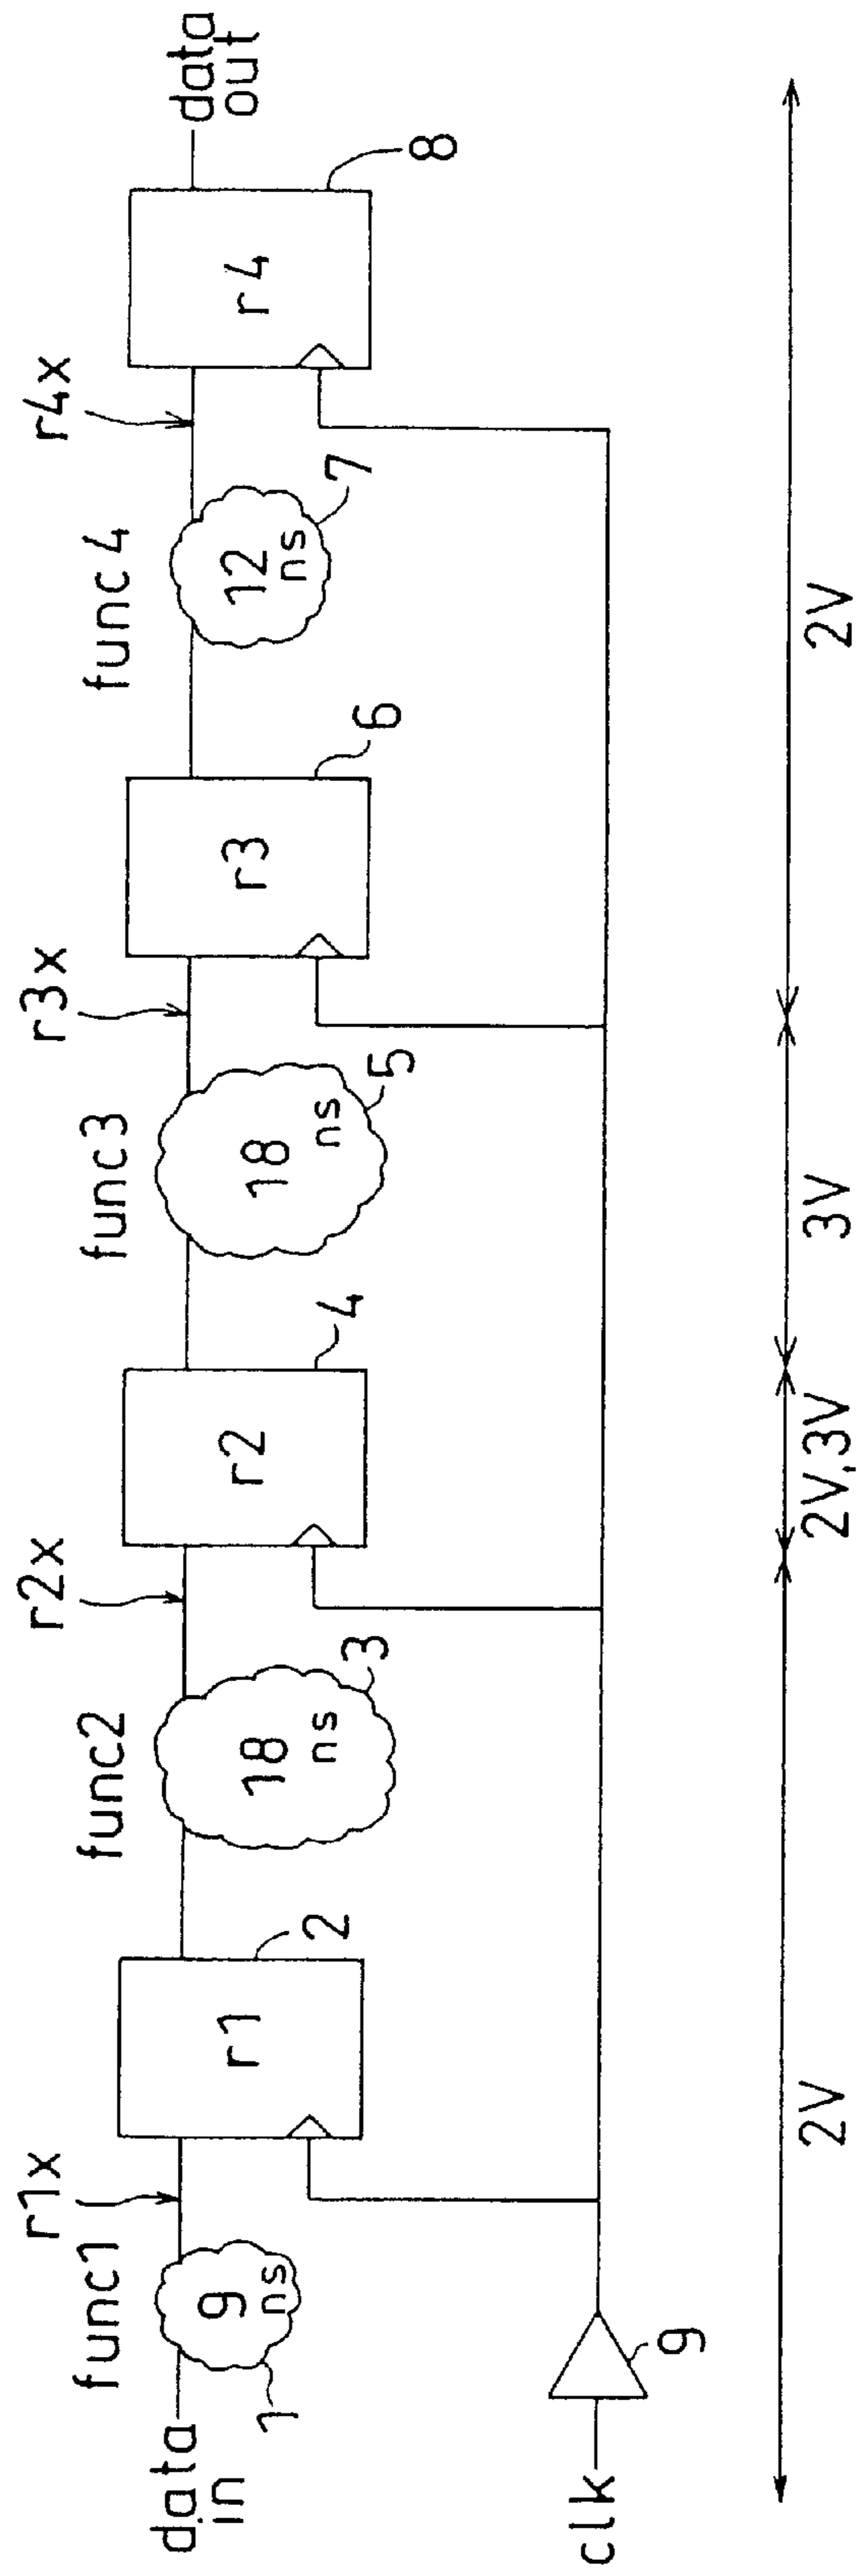 data
in
func1
9
ns
1
r1x
r1
2
func2
18
ns
3
r2x
r2
4
func3
18
ns
5
r3x
r3
6
func4
12
ns
7
r4x
r4
8
data
out
clk
9
2V
2V,3V
3V
2V